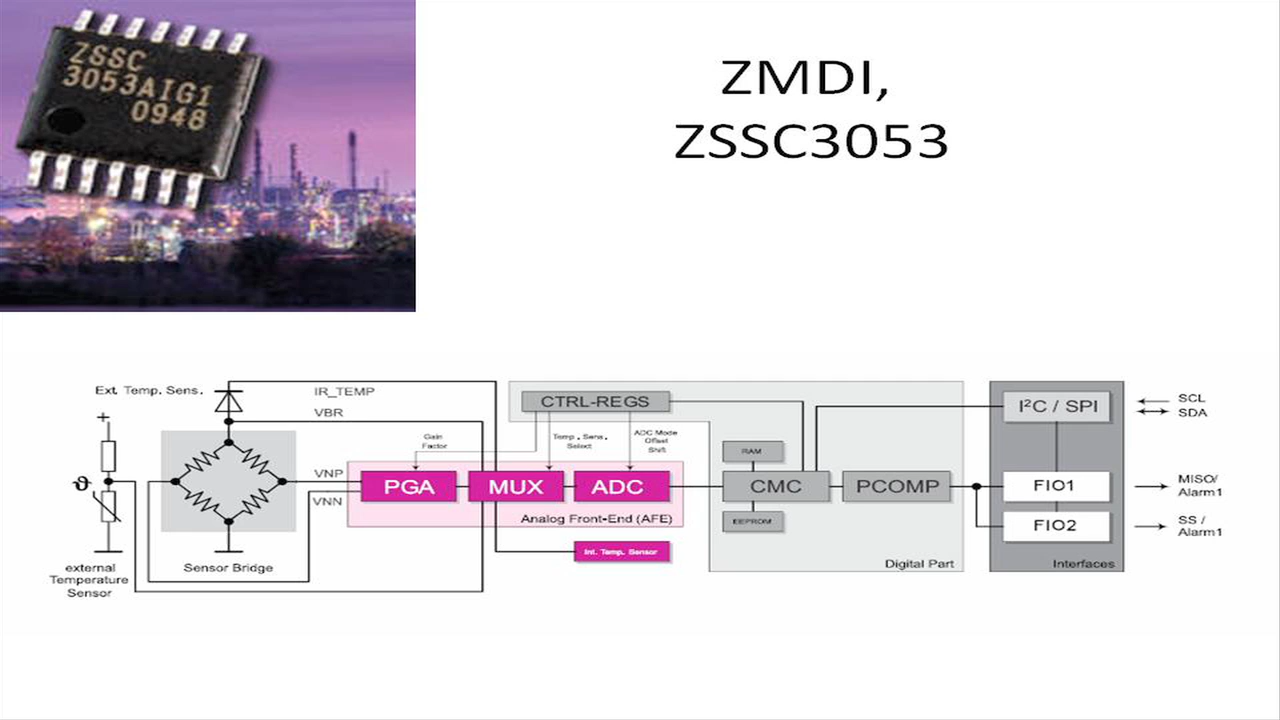 ZSSC
3053AIG1
0948
ZMDI,
ZSSC3053
Ext. Temp. Sens.
IR_TEMP
VBR
+
ϑ
VNP
VNN
Gain
Factor
Temp. Sens.
Select
ADC Mode
Offset
Shift
CTRL-REGS
PGA
MUX
ADC
Analog Front-End (AFE)
Int. Temp. Sensor
RAM
CMC
EEPROM
PCOMP
Digital Part
I²C / SPI
FIO1
FIO2
Interfaces
SCL
SDA
MISO/
Alarm1
SS /
Alarm1
external
Temperature
Sensor
Sensor Bridge